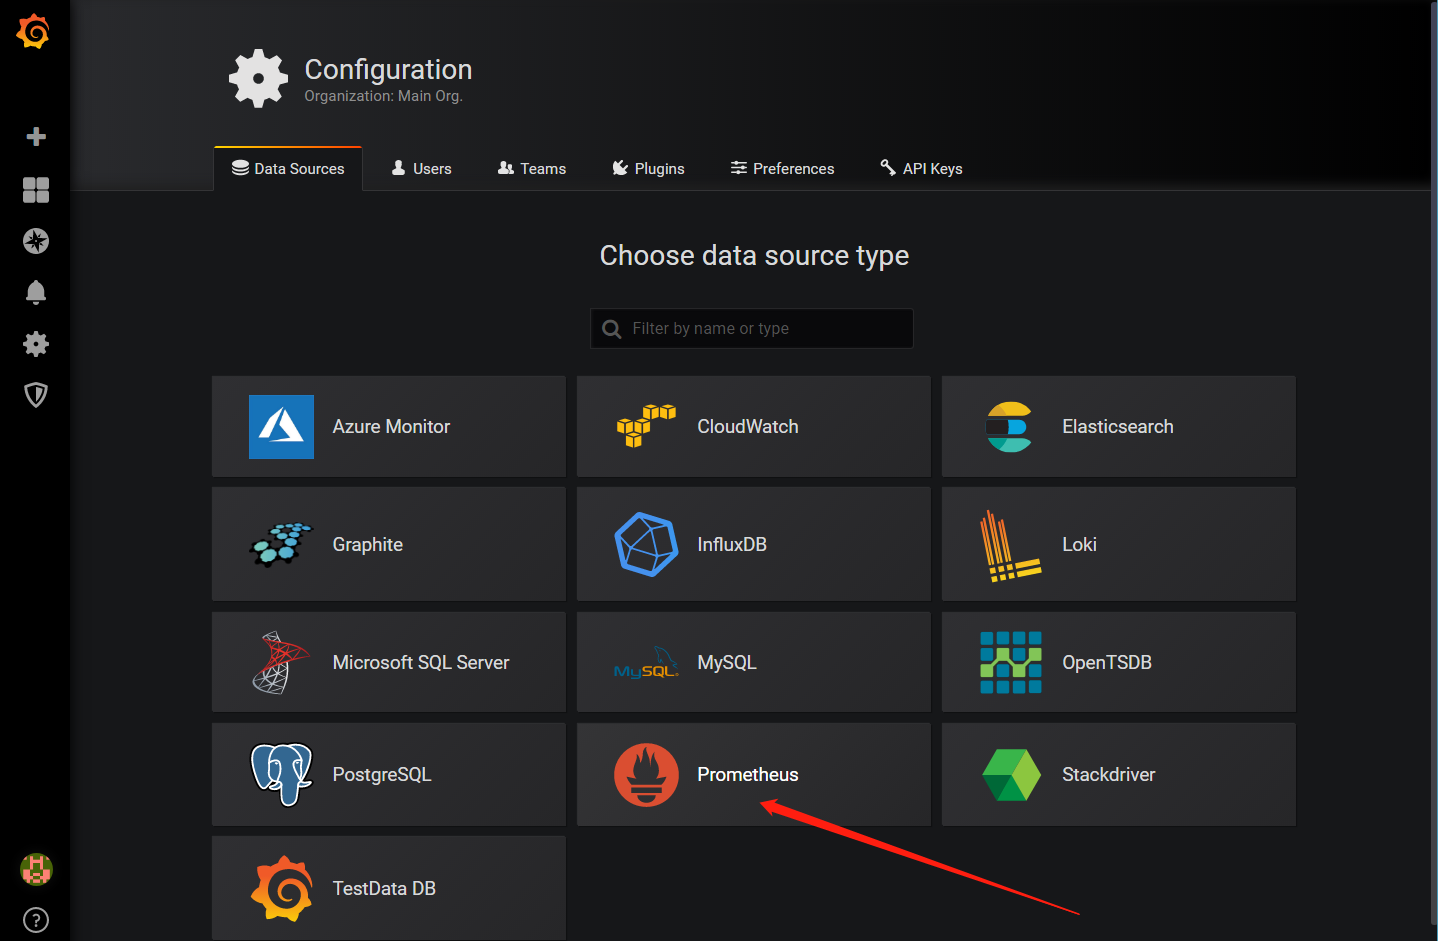 Configuration
Organization: Main Org.
Data Sources
Users
Teams
Plugins
Preferences
API Keys
Choose data source type
Filter by name or type
Azure Monitor
CloudWatch
Elasticsearch
Graphite
InfluxDB
Loki
Microsoft SQL Server
MySQL
MySQL
OpenTSDB
PostgreSQL
Prometheus
Stackdriver
TestData DB
?